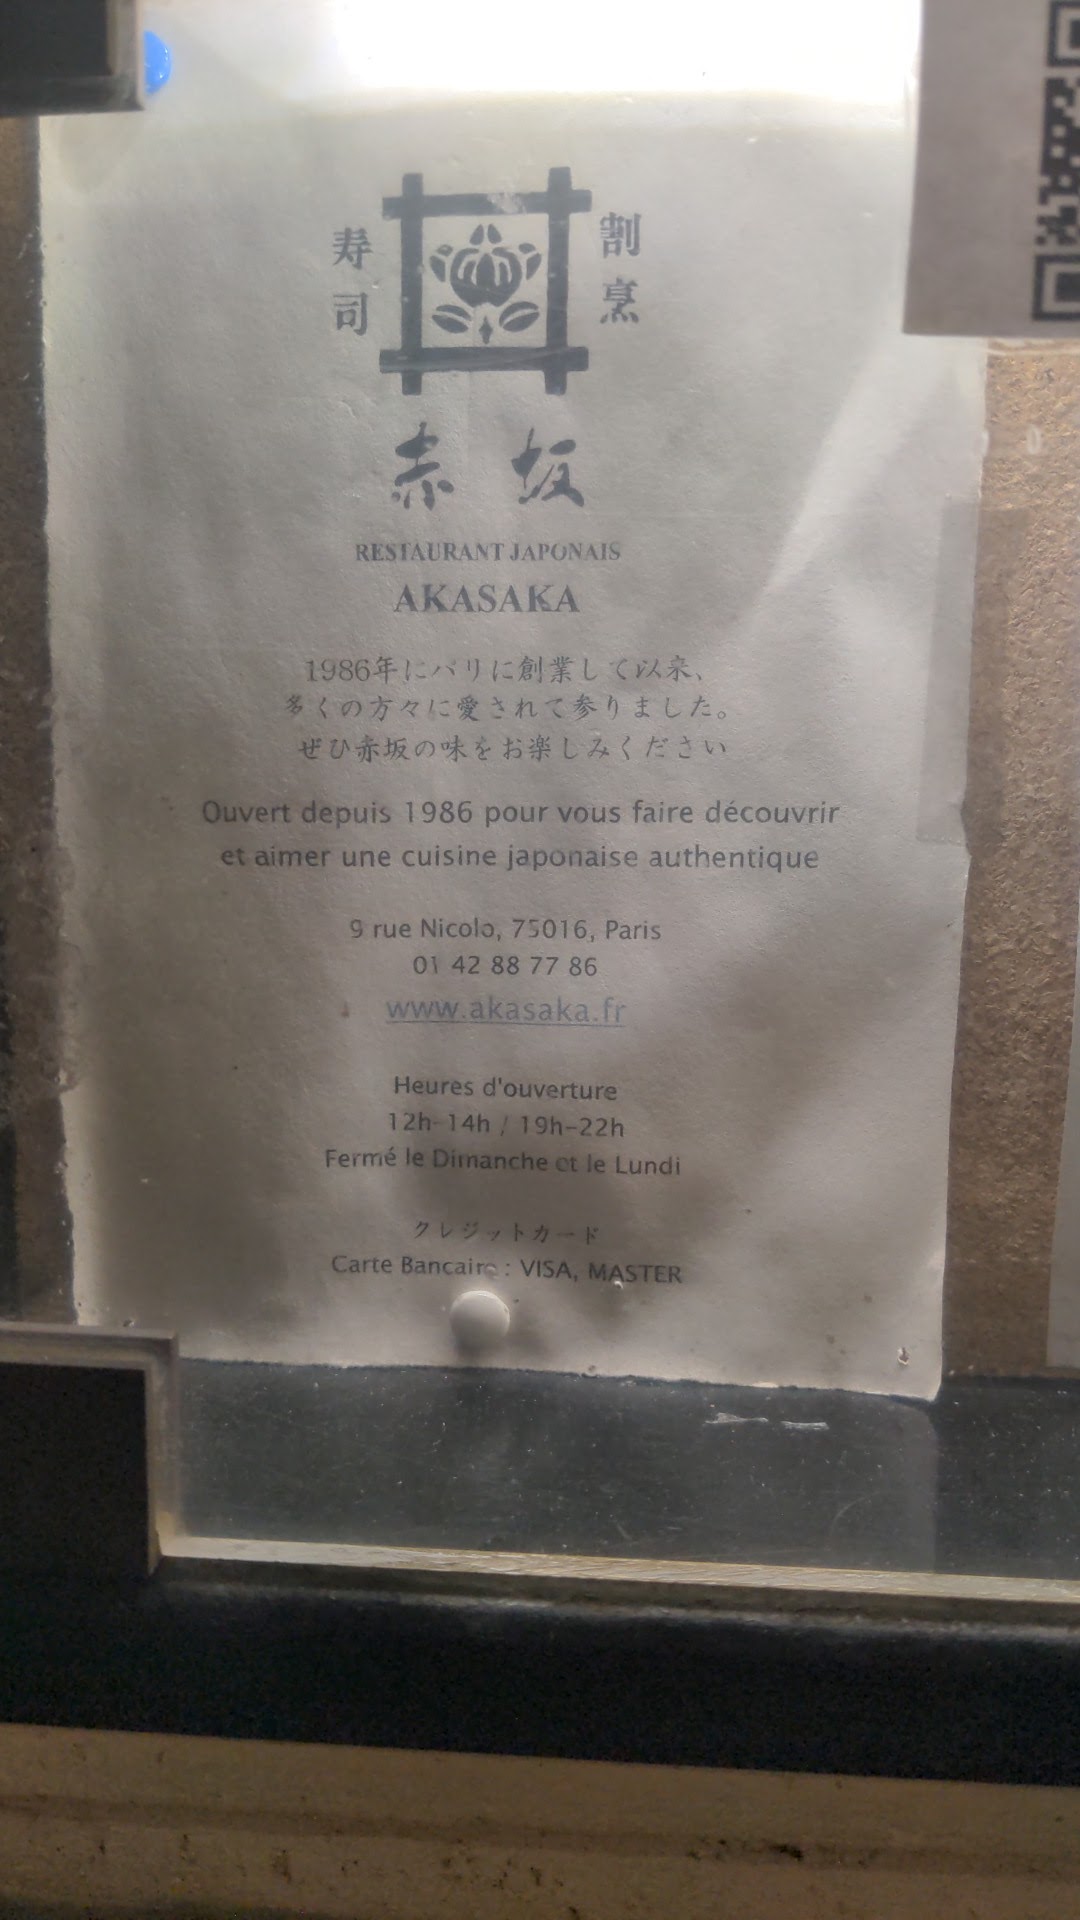 寿司
割烹
赤坂
RESTAURANT JAPONAIS
AKASAKA
1986年にパリに創業して以来、
多くの方々に愛されて参りました。
ぜひ赤坂の味をお楽しみください
Ouvert depuis 1986 pour vous faire découvrir
et aimer une cuisine japonaise authentique
9 rue Nicolo, 75016, Paris
01 42 88 77 86
www.akasaka.fr
Heures d'ouverture
12h-14h / 19h-22h
Fermé le Dimanche et le Lundi
クレジットカード
Carte Bancaire : VISA, MASTER